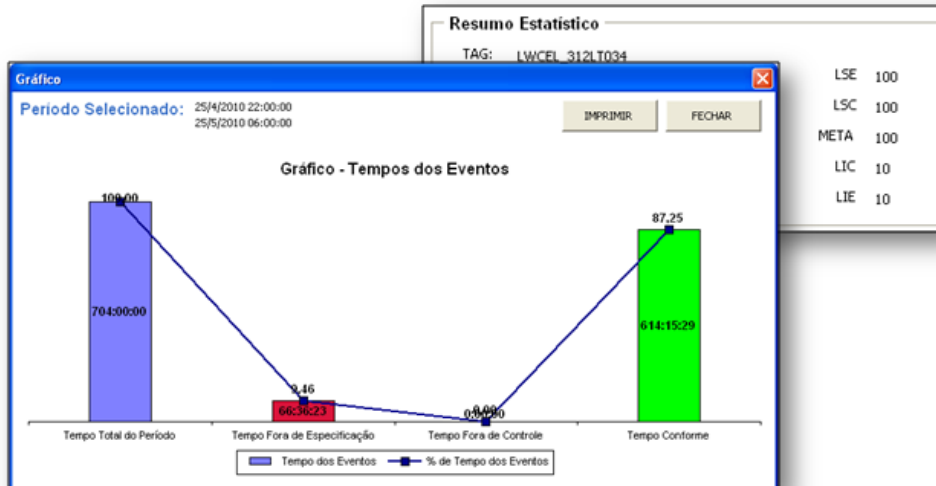 Resumo Estatístico
TAG: LWCEL_312LT034
LSE 100
LSC 100
META 100
LIC 10
LIE 10
Gráfico
Período Selecionado: 25/4/2010 22:00:00
25/5/2010 06:00:00
IMPRIMIR FECHAR
Gráfico - Tempos dos Eventos
100,00
87,25
704:00:00
614:15:29
9,46
66:36:23
0,00
0:00:00
Tempo Total do Período Tempo Fora de Especificação Tempo Fora de Controle Tempo Conforme
Tempo dos Eventos % de Tempo dos Eventos